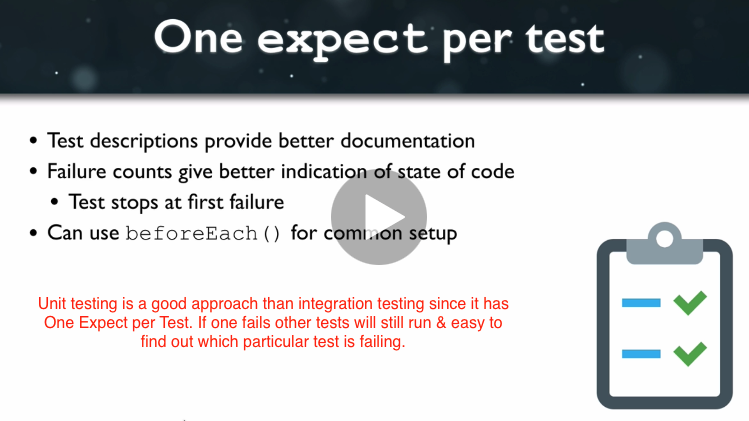 One expect per test
• Test descriptions provide better documentation
• Failure counts give better indication of state of code
• Test stops at first failure
• Can use beforeEach() for common setup
Unit testing is a good approach than integration testing since it has
One Expect per Test. If one fails other tests will still run & easy to
find out which particular test is failing.